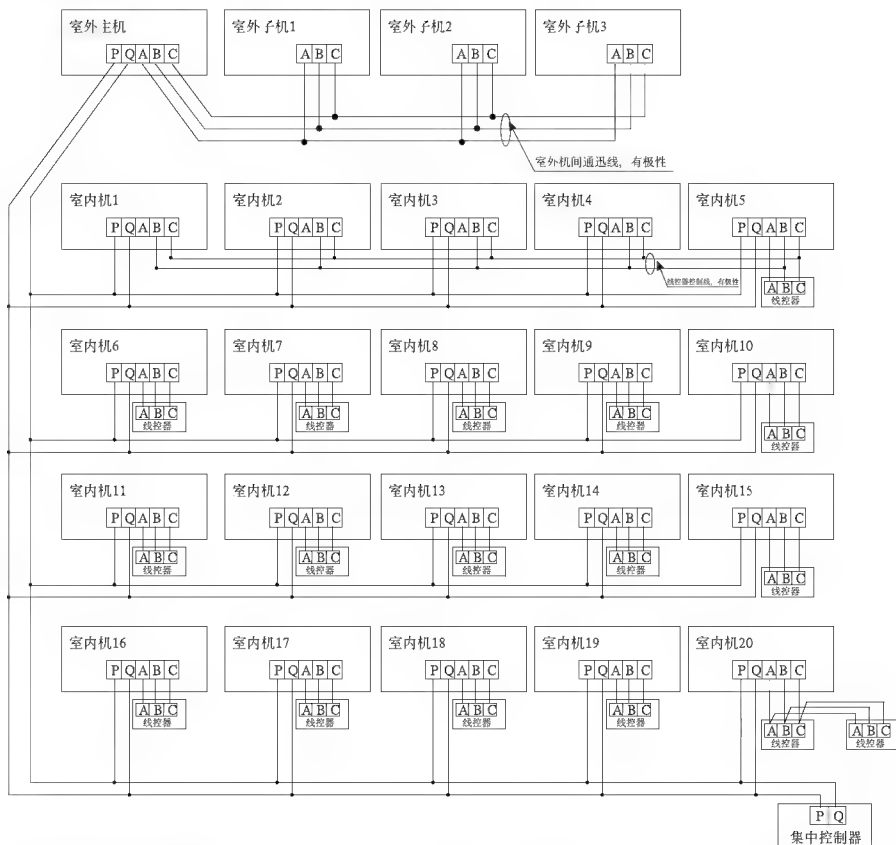 室外主机 室外子机1 室外子机2 室外子机3
PQABC ABC ABC ABC
室外机间通迅线，有极性
室内机1 室内机2 室内机3 室内机4 室内机5
PQABC PQABC PQABC PQABC PQABC
线控器控制线，有极性
ABC
线控器
室内机6 室内机7 室内机8 室内机9 室内机10
PQABC PQABC PQABC PQABC PQABC
ABC ABC ABC ABC
线控器 线控器 线控器 线控器
ABC
线控器
室内机11 室内机12 室内机13 室内机14 室内机15
PQABC PQABC PQABC PQABC PQABC
ABC ABC ABC ABC
线控器 线控器 线控器 线控器
ABC
线控器
室内机16 室内机17 室内机18 室内机19 室内机20
PQABC PQABC PQABC PQABC PQABC
ABC ABC ABC ABC
线控器 线控器 线控器 线控器
ABC ABC
线控器 线控器
PQ
集中控制器